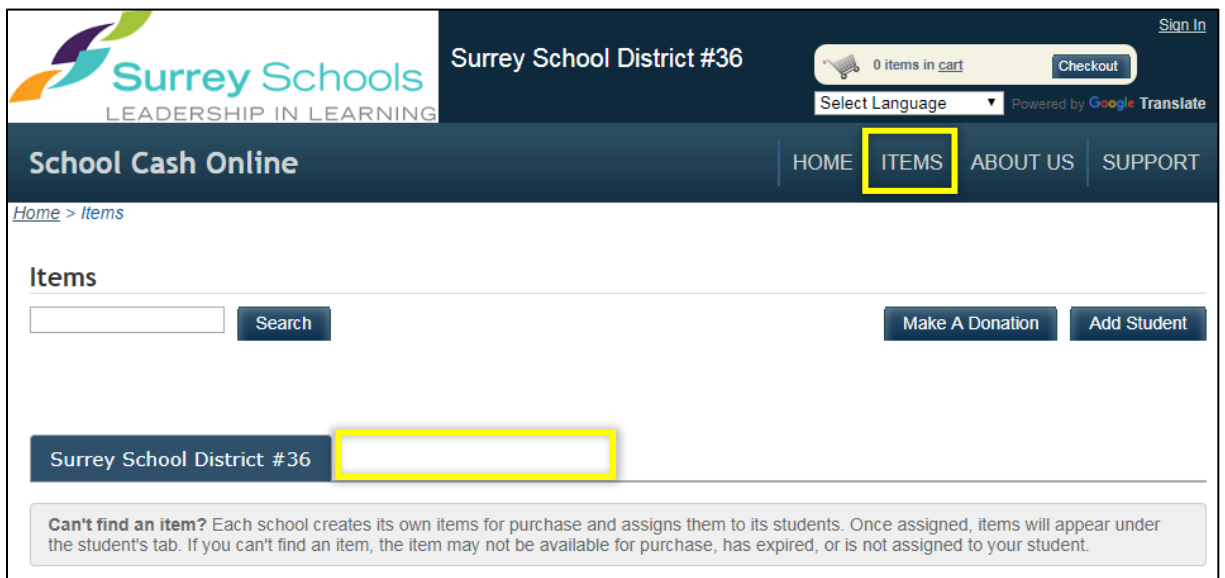 Surrey Schools
LEADERSHIP IN LEARNING
Surrey School District #36
Sign In
0 items in cart
Checkout
Select Language
Powered by Google Translate
School Cash Online
HOME ITEMS ABOUT US SUPPORT
Home > Items
Items
Search
Make A Donation
Add Student
Surrey School District #36
Can't find an item? Each school creates its own items for purchase and assigns them to its students. Once assigned, items will appear under
the student's tab. If you can't find an item, the item may not be available for purchase, has expired, or is not assigned to your student.